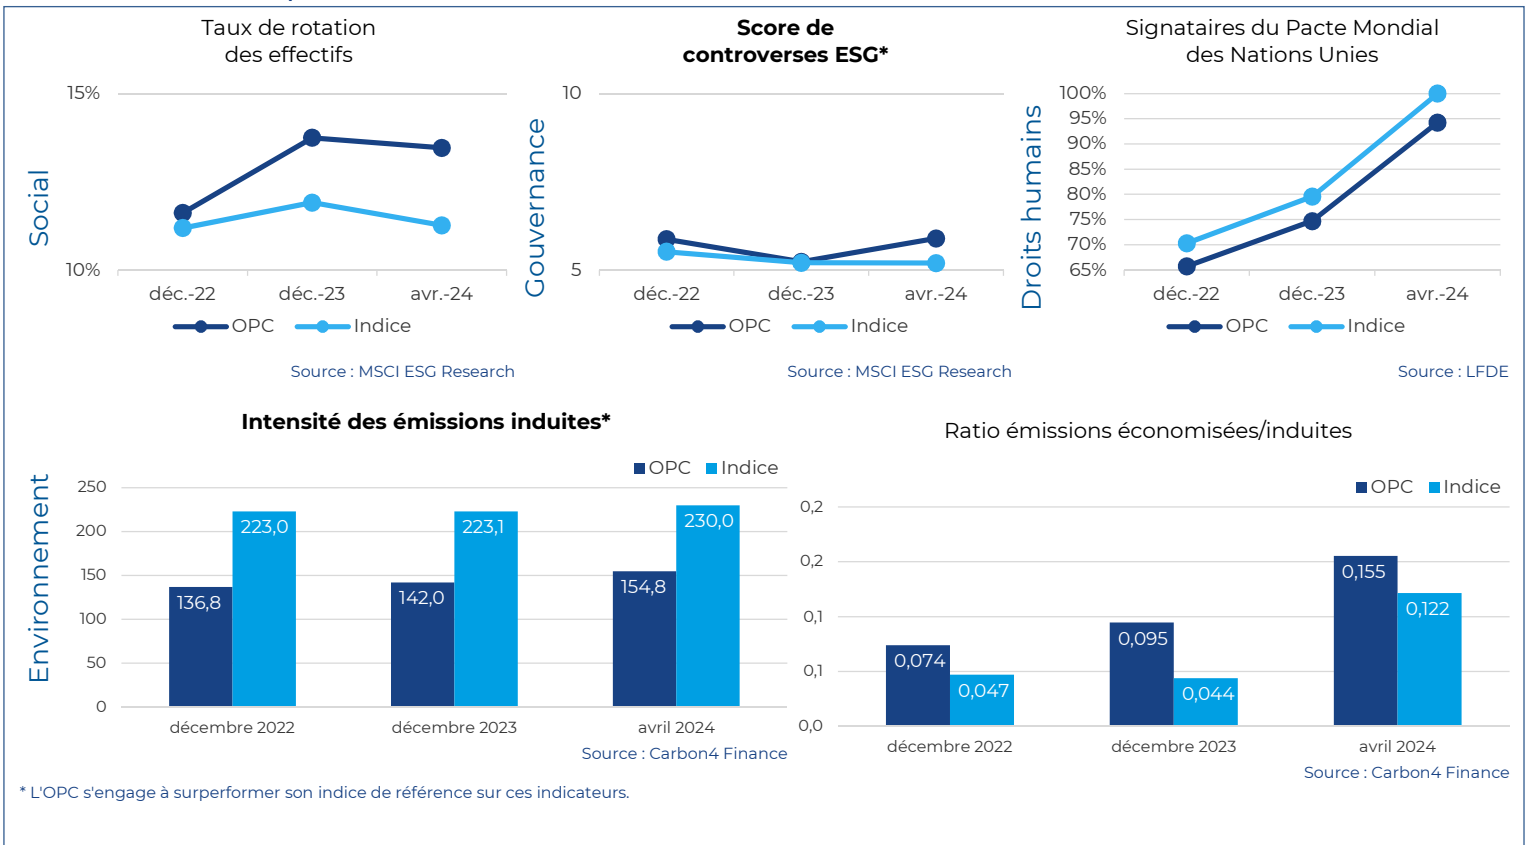 Taux de rotation
des effectifs
15%
10%
Social
déc.-22
déc.-23
avr.-24
OPC
Indice
Source : MSCI ESG Research
Score de
controverses ESG*
10
5
Gouvernance
déc.-22
déc.-23
avr.-24
OPC
Indice
Source : MSCI ESG Research
Signataires du Pacte Mondial
des Nations Unies
100%
95%
90%
85%
80%
75%
70%
65%
Droits humains
déc.-22
déc.-23
avr.-24
OPC
Indice
Source : LFDE
Intensité des émissions induites*
OPC
Indice
Environnement
250
200
150
100
50
0
136,8
223,0
142,0
223,1
154,8
230,0
décembre 2022
décembre 2023
avril 2024
Source : Carbon4 Finance
Ratio émissions économisées/induites
OPC
Indice
0,2
0,2
0,1
0,1
0,0
0,074
0,047
0,095
0,044
0,155
0,122
décembre 2022
décembre 2023
avril 2024
Source : Carbon4 Finance
* L'OPC s'engage à surperformer son indice de référence sur ces indicateurs.